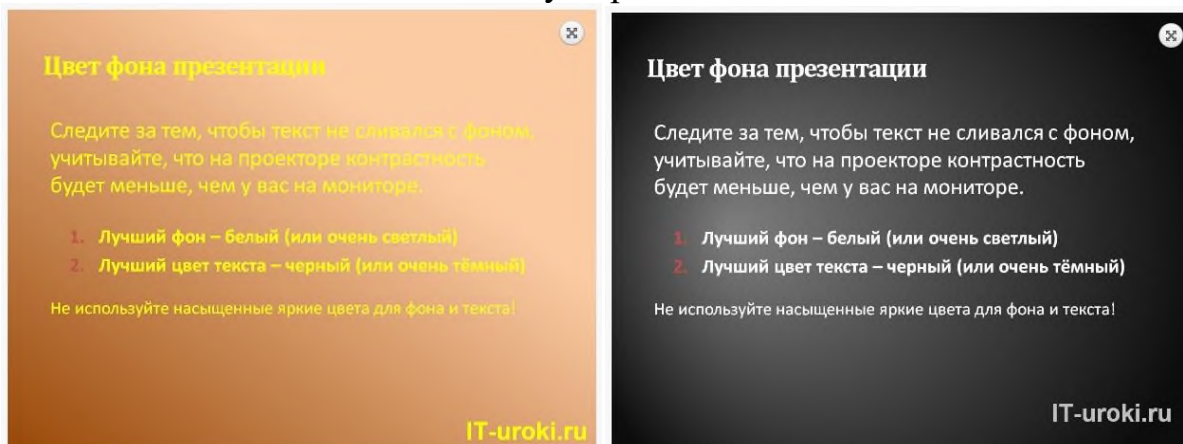 Цвет фона презентации
Следите за тем, чтобы текст не сливался с фоном,
учитывайте, что на проекторе контрастность
будет меньше, чем у вас на мониторе.
1. Лучший фон – белый (или очень светлый)
2. Лучший цвет текста – черный (или очень тёмный)
Не используйте насыщенные яркие цвета для фона и текста!
IT-uroki.ru
Цвет фона презентации
Следите за тем, чтобы текст не сливался с фоном,
учитывайте, что на проекторе контрастность
будет меньше, чем у вас на мониторе.
1. Лучший фон – белый (или очень светлый)
2. Лучший цвет текста – черный (или очень тёмный)
Не используйте насыщенные яркие цвета для фона и текста!
IT-uroki.ru